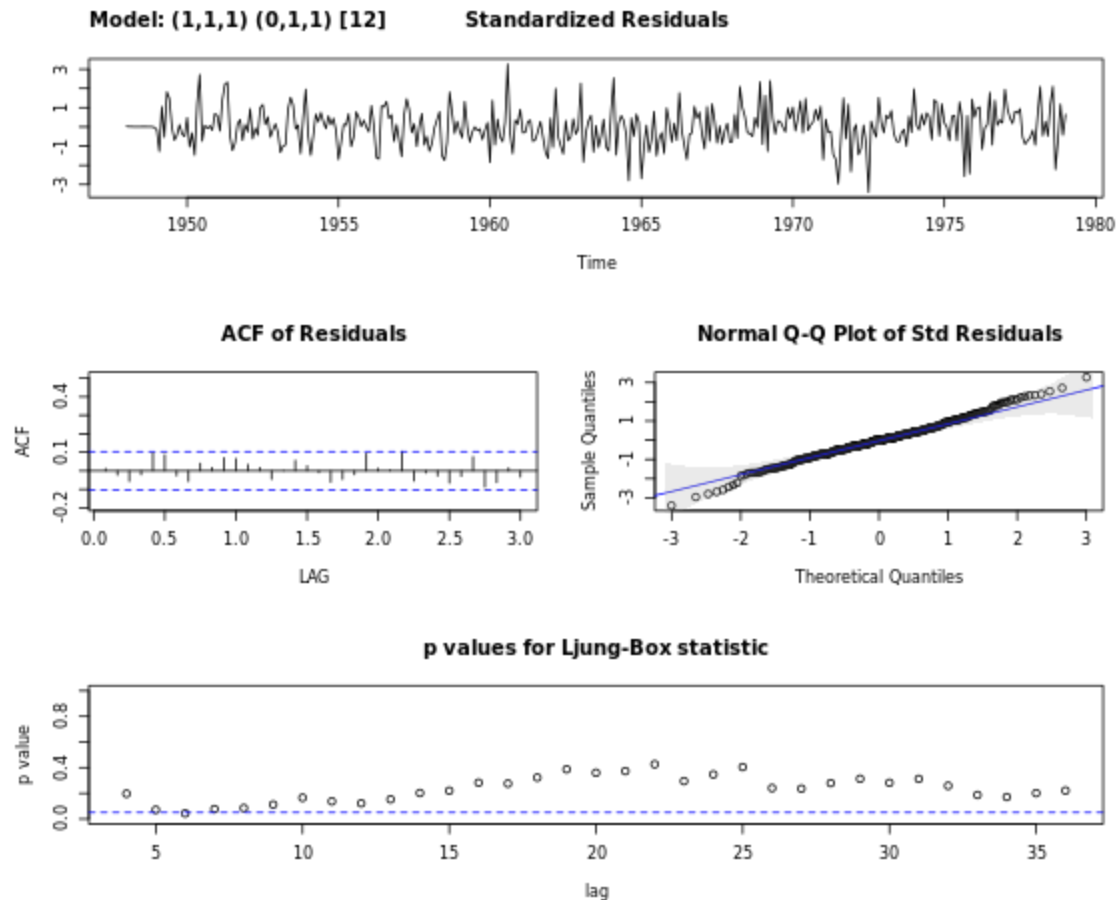 Model: (1,1,1) (0,1,1) [12] Standardized Residuals
3
1
-1
-3
1950 1955 1960 1965 1970 1975 1980
Time
ACF of Residuals
ACF
0.4
0.1
-0.2
0.0 0.5 1.0 1.5 2.0 2.5 3.0
LAG
Normal Q-Q Plot of Std Residuals
Sample Quantiles
3
1
-1
-3
-3 -2 -1 0 1 2 3
Theoretical Quantiles
p values for Ljung-Box statistic
p value
0.8
0.4
0.0
5 10 15 20 25 30 35
lag